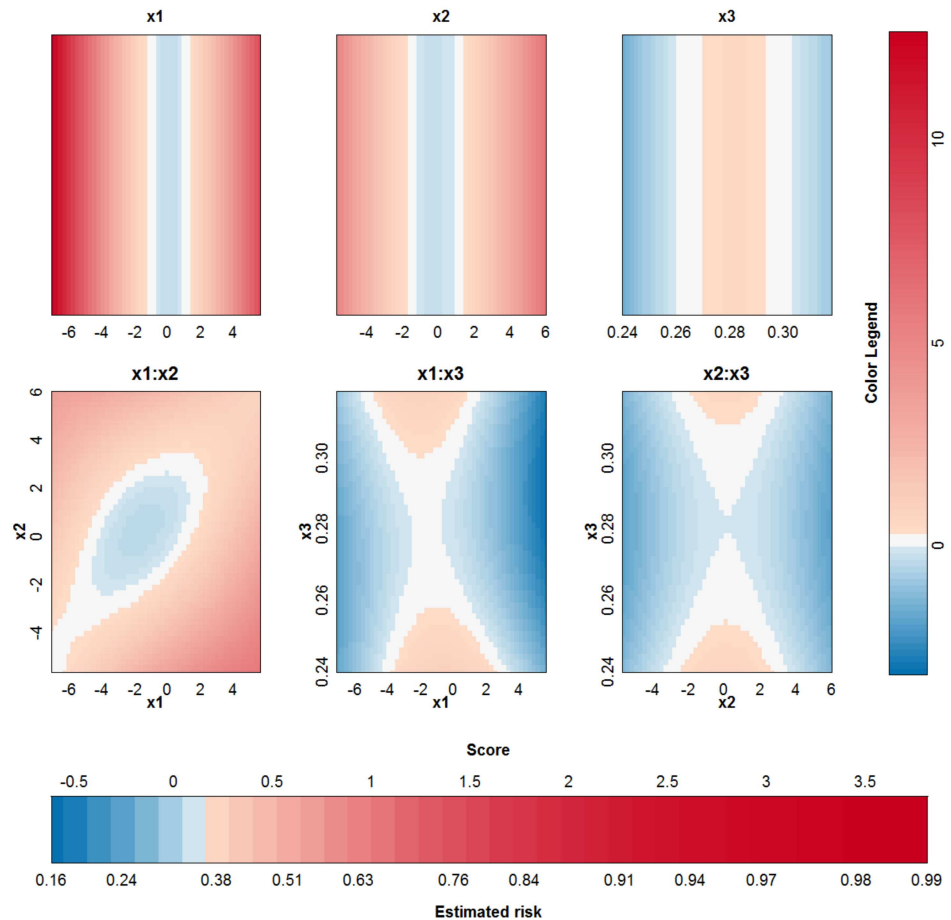 x1 x2 x3
-6 -4 -2 0 2 4
-4 -2 0 2 4 6
0.24 0.26 0.28 0.30
x1:x2 x1:x3 x2:x3
6
4
2
0
-2
-4
x2
-6 -4 -2 0 2 4
x1
0.30
0.28
0.26
0.24
x3
-6 -4 -2 0 2 4
x1
0.30
0.28
0.26
0.24
x3
-4 -2 0 2 4 6
x2
Color Legend
10
5
0
Score
-0.5 0 0.5 1 1.5 2 2.5 3 3.5
0.16 0.24 0.38 0.51 0.63 0.76 0.84 0.91 0.94 0.97 0.98 0.99
Estimated risk